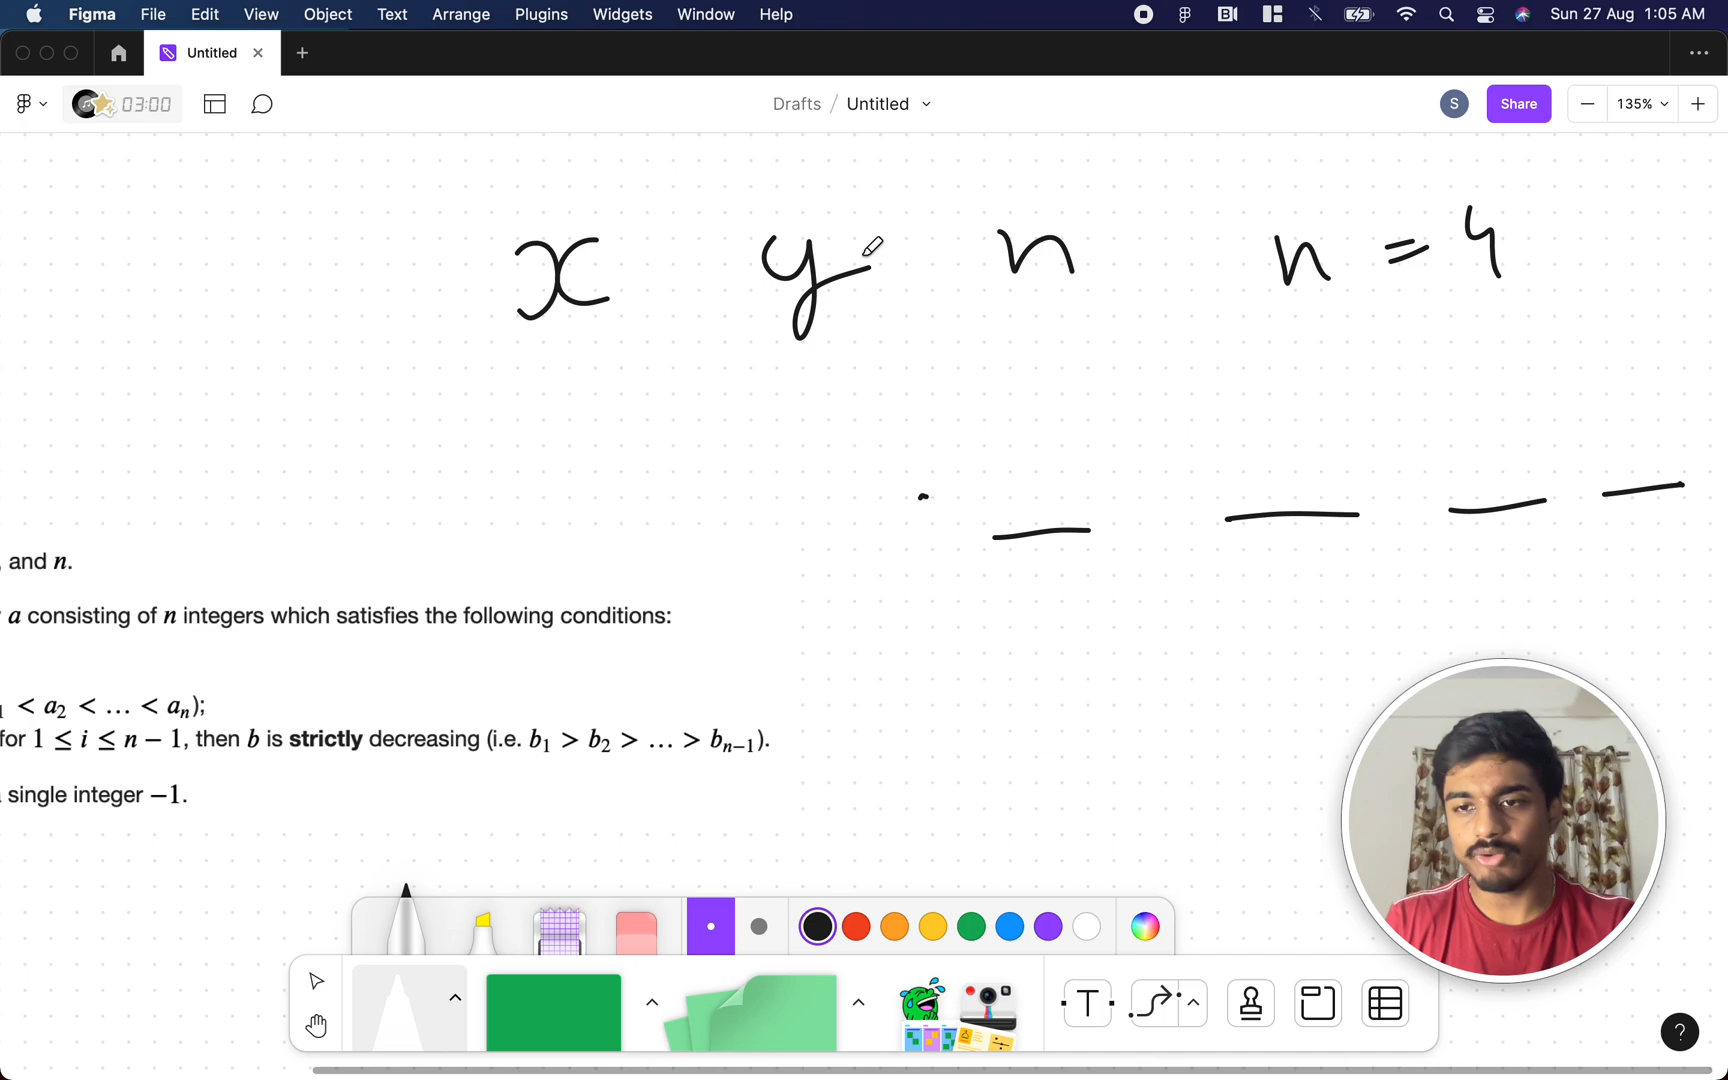 Figma File Edit View Object Text Arrange Plugins Widgets Window Help Sun 27 Aug 1:05 AM
Untitled
03:00 Drafts / Untitled S Share 135%
x y n n = 4
, and n.
a consisting of n integers which satisfies the following conditions:
1 < a2 < … < an);
for 1 ≤ i ≤ n − 1, then b is strictly decreasing (i.e. b1 > b2 > … > bn−1).
single integer −1.
T
?